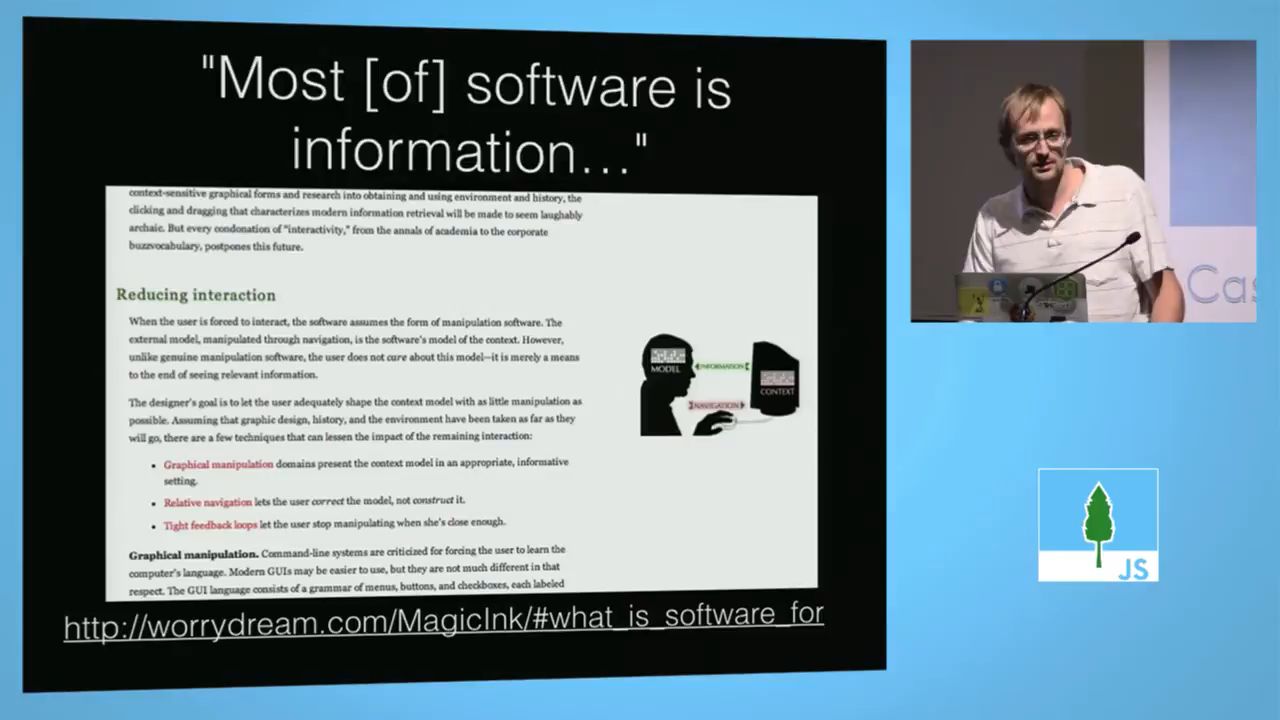 "Most [of] software is
information…"
context-sensitive graphical forms and research into obtaining and using environment and history, the
clicking and dragging that characterizes modern information retrieval will be made to seem laughably
archaic. But every condonation of "interactivity," from the annals of academia to the corporate
buzzvocabulary, postpones this future.
Reducing interaction
When the user is forced to interact, the software assumes the form of manipulation software. The
external model, manipulated through navigation, is the software's model of the context. However,
unlike genuine manipulation software, the user does not care about this model—it is merely a means
to the end of seeing relevant information.
The designer's goal is to let the user adequately shape the context model with as little manipulation as
possible. Assuming that graphic design, history, and the environment have been taken as far as they
will go, there are a few techniques that can lessen the impact of the remaining interaction:
• Graphical manipulation domains present the context model in an appropriate, informative
setting.
• Relative navigation lets the user correct the model, not construct it.
• Tight feedback loops let the user stop manipulating when she's close enough.
Graphical manipulation. Command-line systems are criticized for forcing the user to learn the
computer's language. Modern GUIs may be easier to use, but they are not much different in that
respect. The GUI language consists of a grammar of menus, buttons, and checkboxes, each labeled
MODEL
INFORMATION
CONTEXT
NAVIGATION
http://worrydream.com/MagicInk/#what_is_software_for
Cas
JS